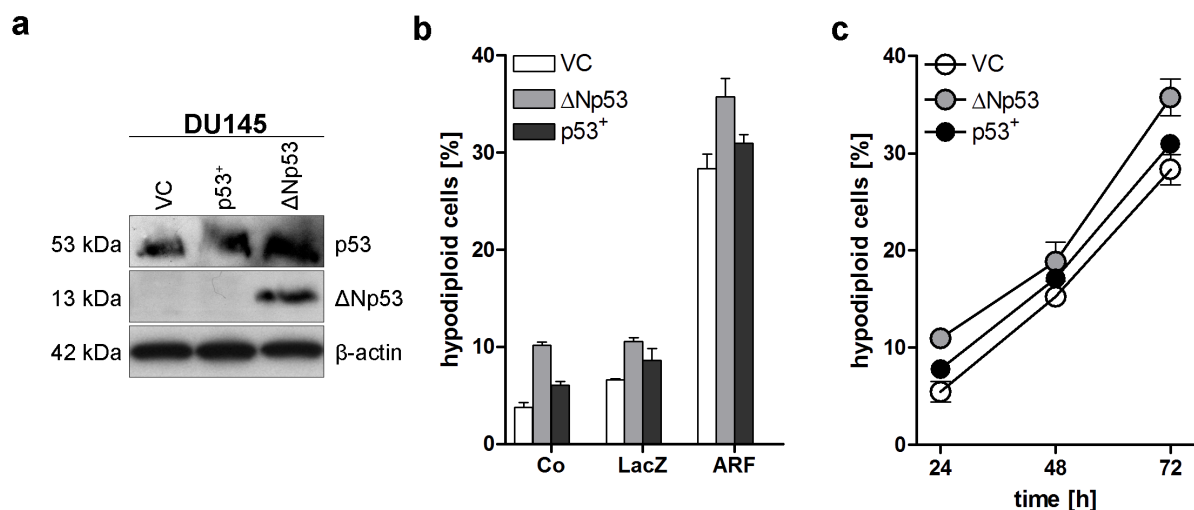 a
DU145
VC
p53⁺
ΔNp53
53 kDa
p53
13 kDa
ΔNp53
42 kDa
β-actin
b
hypodiploid cells [%]
40
30
20
10
0
VC
ΔNp53
p53⁺
Co
LacZ
ARF
c
hypodiploid cells [%]
40
30
20
10
0
VC
ΔNp53
p53⁺
24
48
72
time [h]